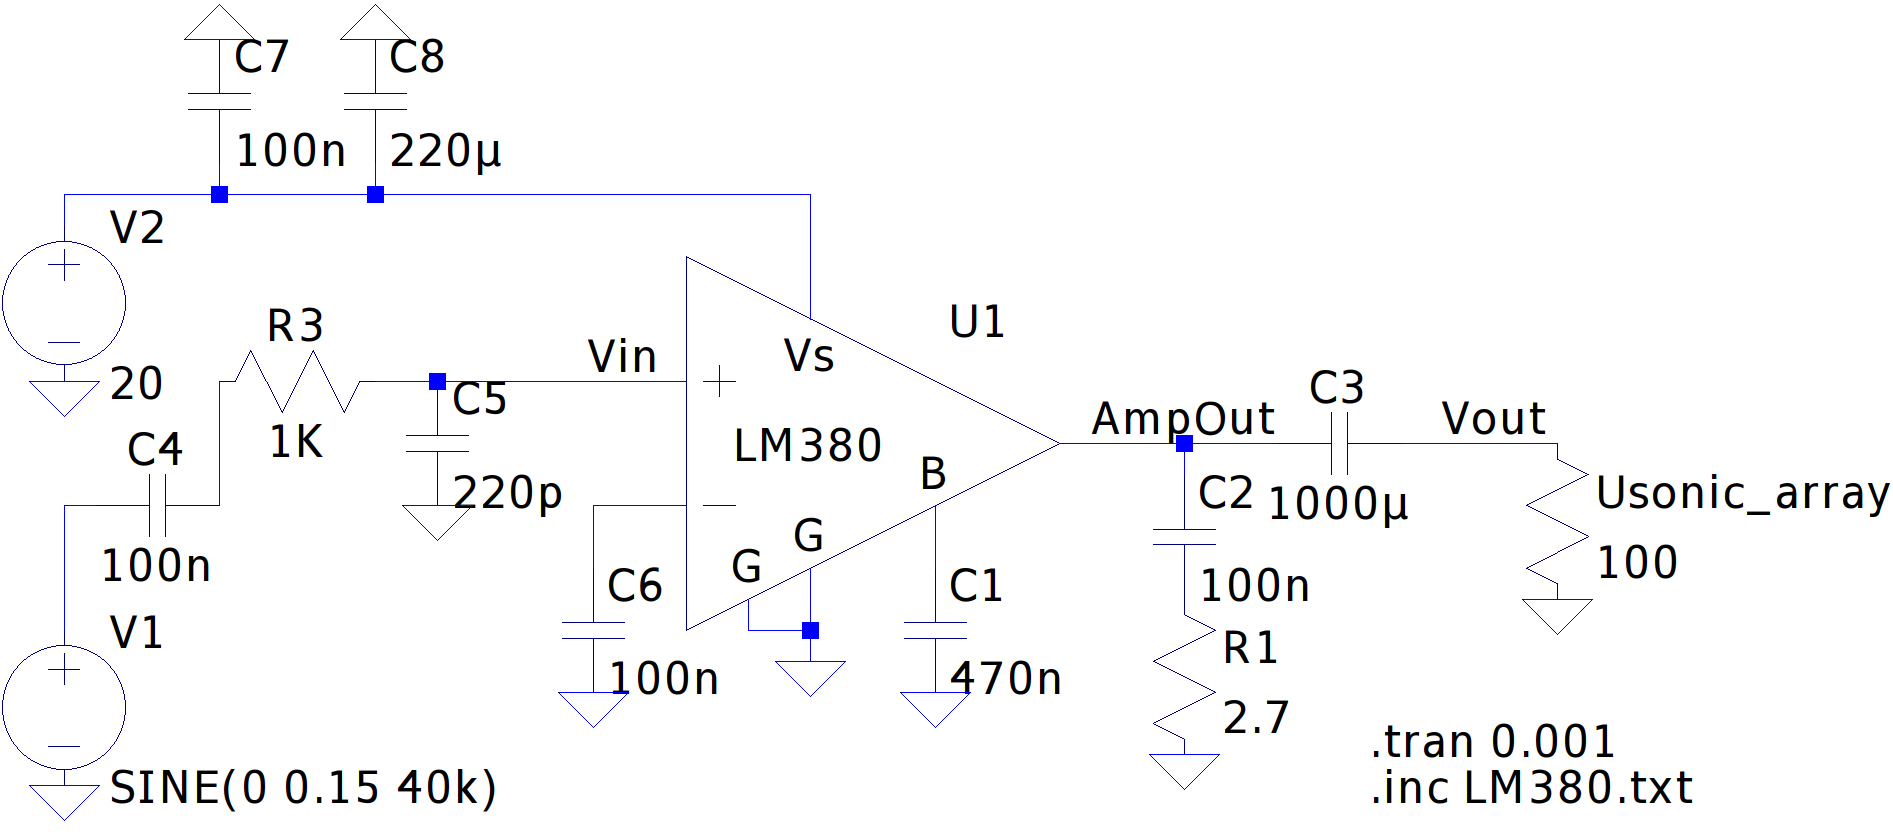 C7
C8
100n
220µ
V2
20
R3
1K
C4
100n
V1
SINE(0 0.15 40k)
C5
220p
Vin
Vs
U1
LM380
B
G
G
C6
100n
C1
470n
AmpOut
C3
1000µ
Vout
C2
100n
R1
2.7
Usonic_array
100
.tran 0.001
.inc LM380.txt